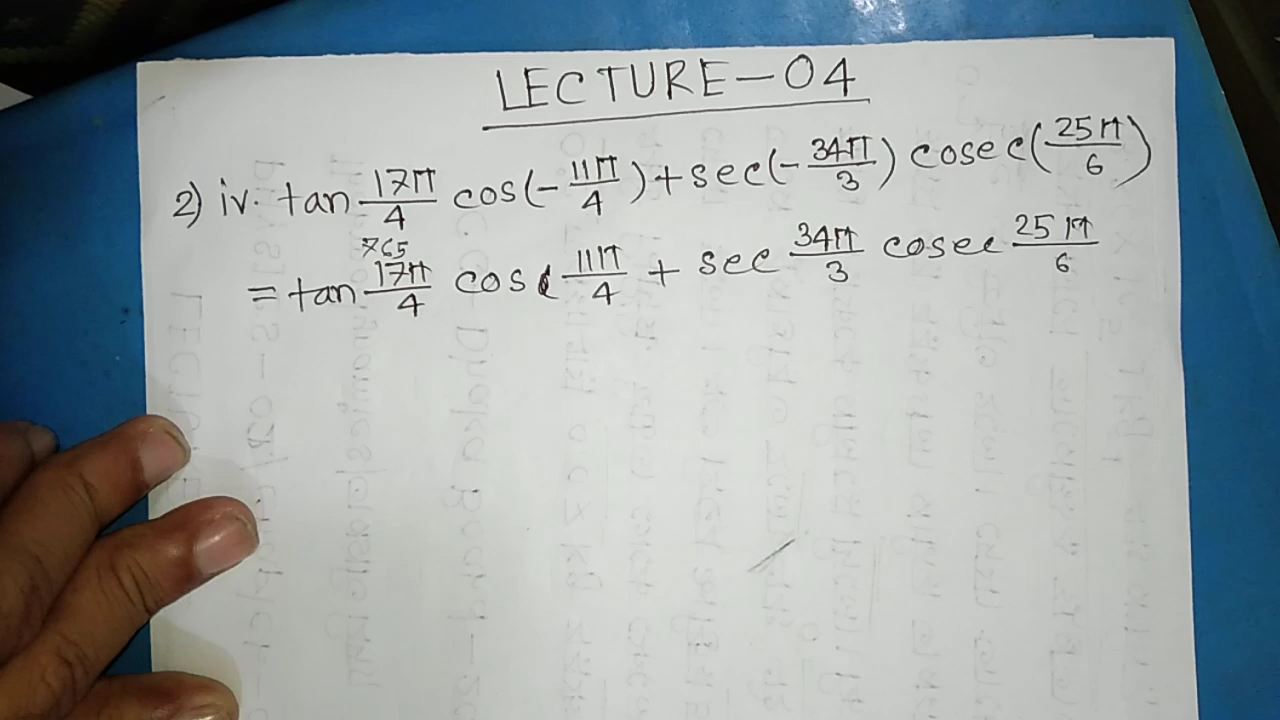 LECTURE-04
2) iv. tan 17π/4 cos(-11π/4)+sec(-34π/3) cosec(25π/6)
765
= tan 17π/4 cos 11π/4 + sec 34π/3 cosec 25π/6